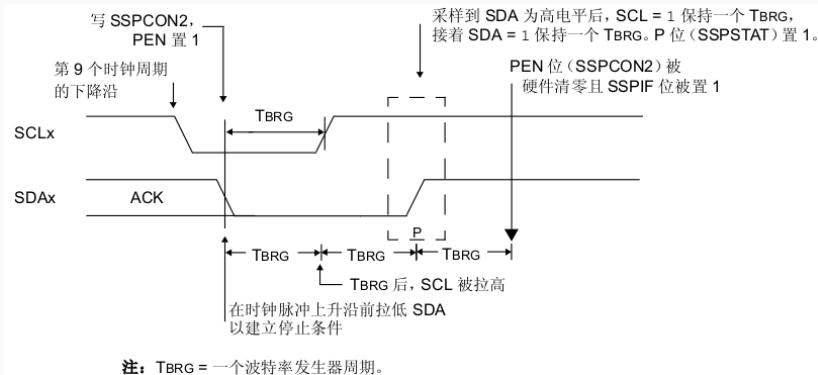 写 SSPCON2,
PEN 置 1
采样到 SDA 为高电平后, SCL = 1 保持一个 TBRG,
接着 SDA = 1 保持一个 TBRG。P 位 (SSPSTAT) 置 1。
第 9 个时钟周期
的下降沿
PEN 位 (SSPCON2) 被
硬件清零且 SSPIF 位被置 1
TBRG
SCLx
SDAx
ACK
P
TBRG
TBRG
TBRG
TBRG 后, SCL 被拉高
在时钟脉冲上升沿前拉低 SDA
以建立停止条件
注: TBRG = 一个波特率发生器周期。